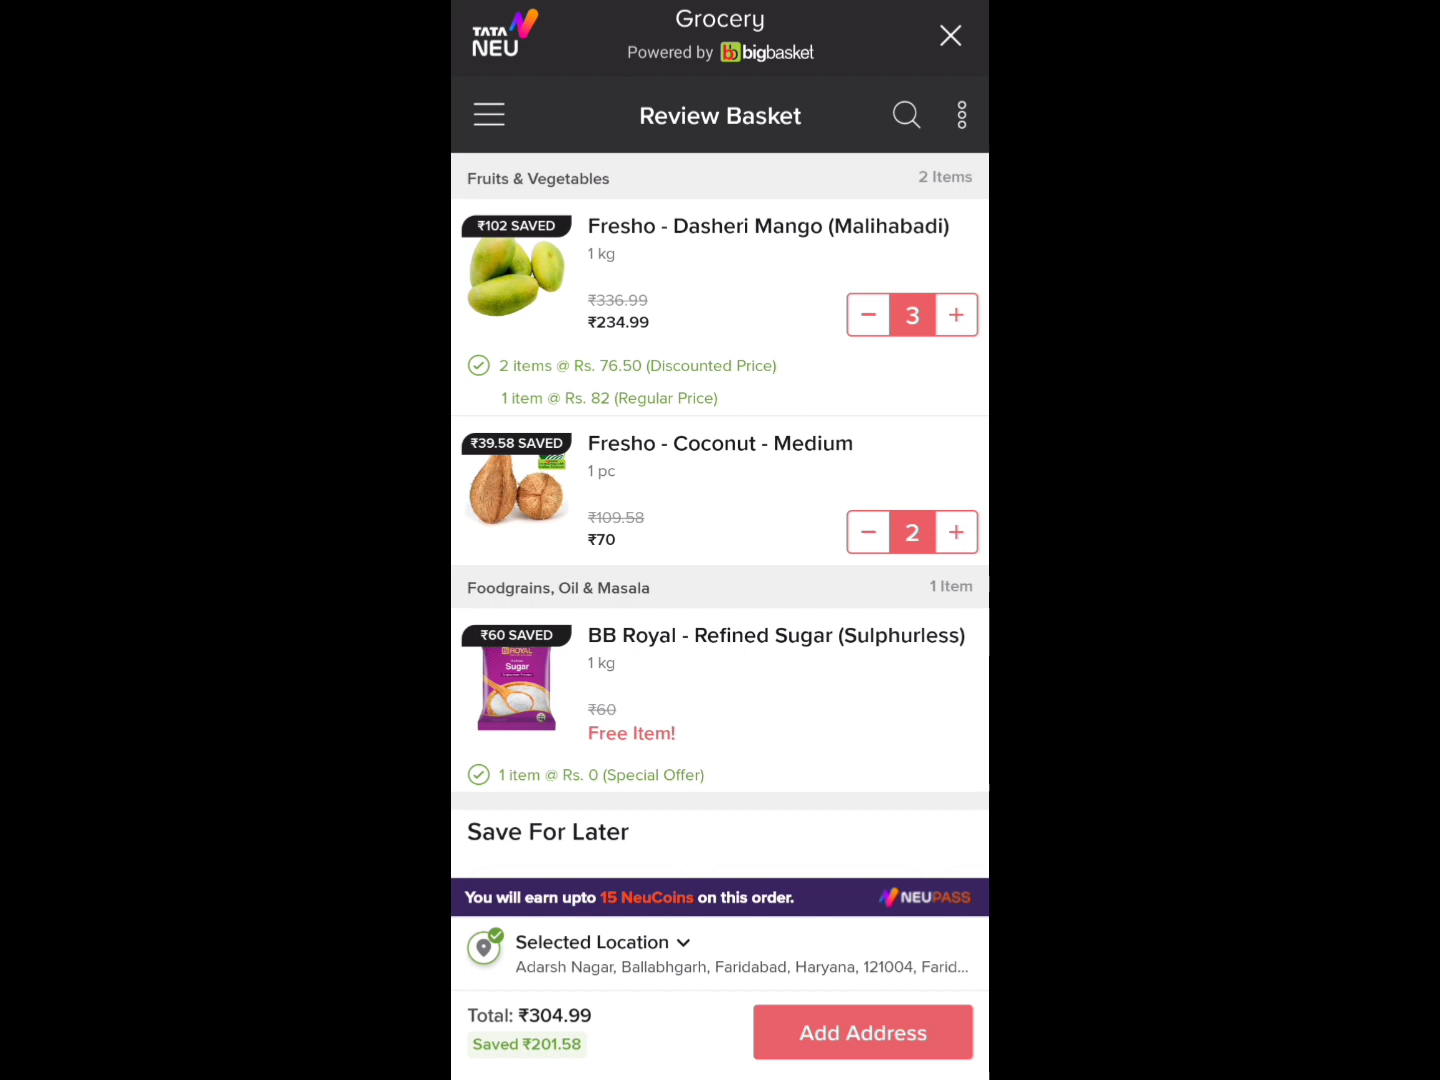 TATA
NEU
Grocery
Powered by bb bigbasket
Review Basket
Fruits & Vegetables 2 Items
₹102 SAVED
Fresho - Dasheri Mango (Malihabadi)
1 kg
₹336.99
₹234.99
− 3 +
2 items @ Rs. 76.50 (Discounted Price)
1 item @ Rs. 82 (Regular Price)
₹39.58 SAVED
Fresho - Coconut - Medium
1 pc
₹109.58
₹70
− 2 +
Foodgrains, Oil & Masala 1 Item
₹60 SAVED
BB Royal - Refined Sugar (Sulphurless)
ROYAL
Sugar
1 kg
₹60
Free Item!
1 item @ Rs. 0 (Special Offer)
Save For Later
You will earn upto 15 NeuCoins on this order. NEUPASS
Selected Location
Adarsh Nagar, Ballabhgarh, Faridabad, Haryana, 121004, Farid...
Total: ₹304.99
Saved ₹201.58
Add Address